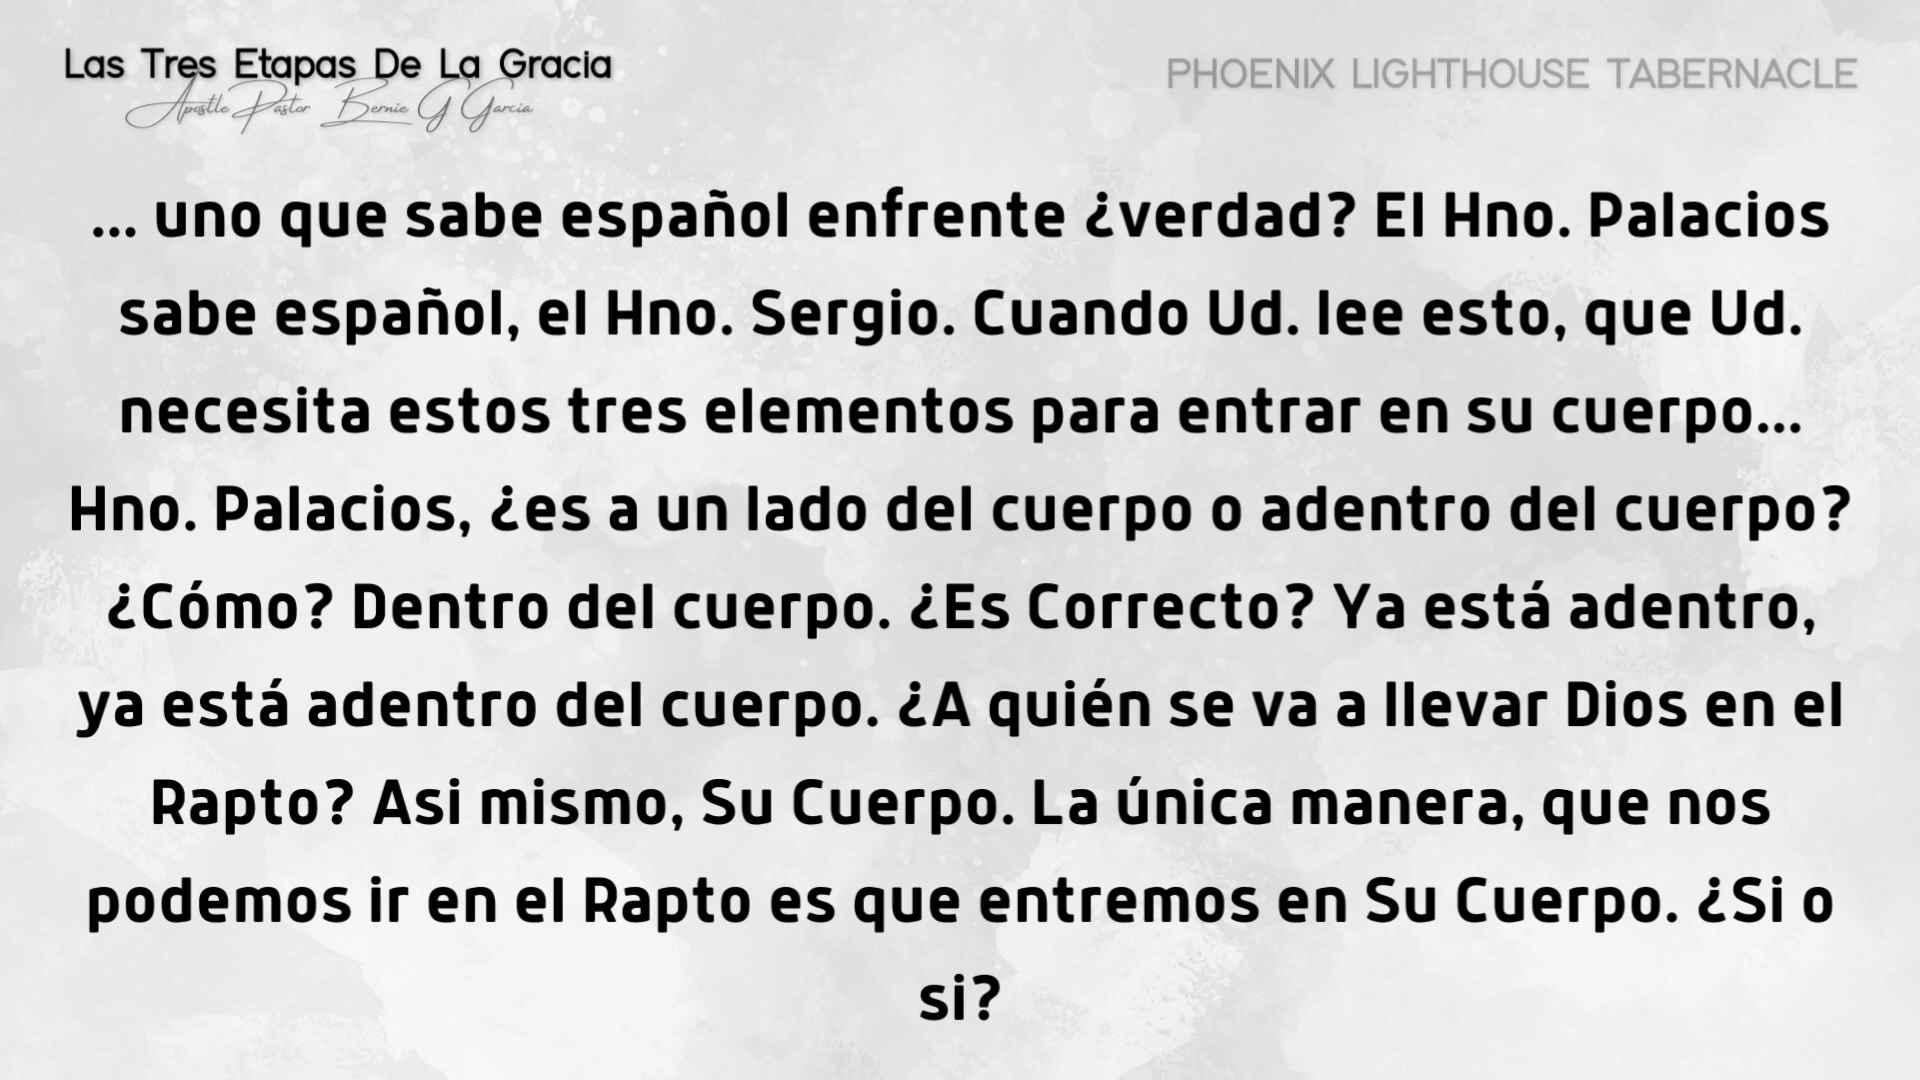 Las Tres Etapas De La Gracia
Apostle Pastor Bernie G Garcia
PHOENIX LIGHTHOUSE TABERNACLE
... uno que sabe español enfrente ¿verdad? El Hno. Palacios
sabe español, el Hno. Sergio. Cuando Ud. lee esto, que Ud.
necesita estos tres elementos para entrar en su cuerpo...
Hno. Palacios, ¿es a un lado del cuerpo o adentro del cuerpo?
¿Cómo? Dentro del cuerpo. ¿Es Correcto? Ya está adentro,
ya está adentro del cuerpo. ¿A quién se va a llevar Dios en el
Rapto? Asi mismo, Su Cuerpo. La única manera, que nos
podemos ir en el Rapto es que entremos en Su Cuerpo. ¿Si o
si?